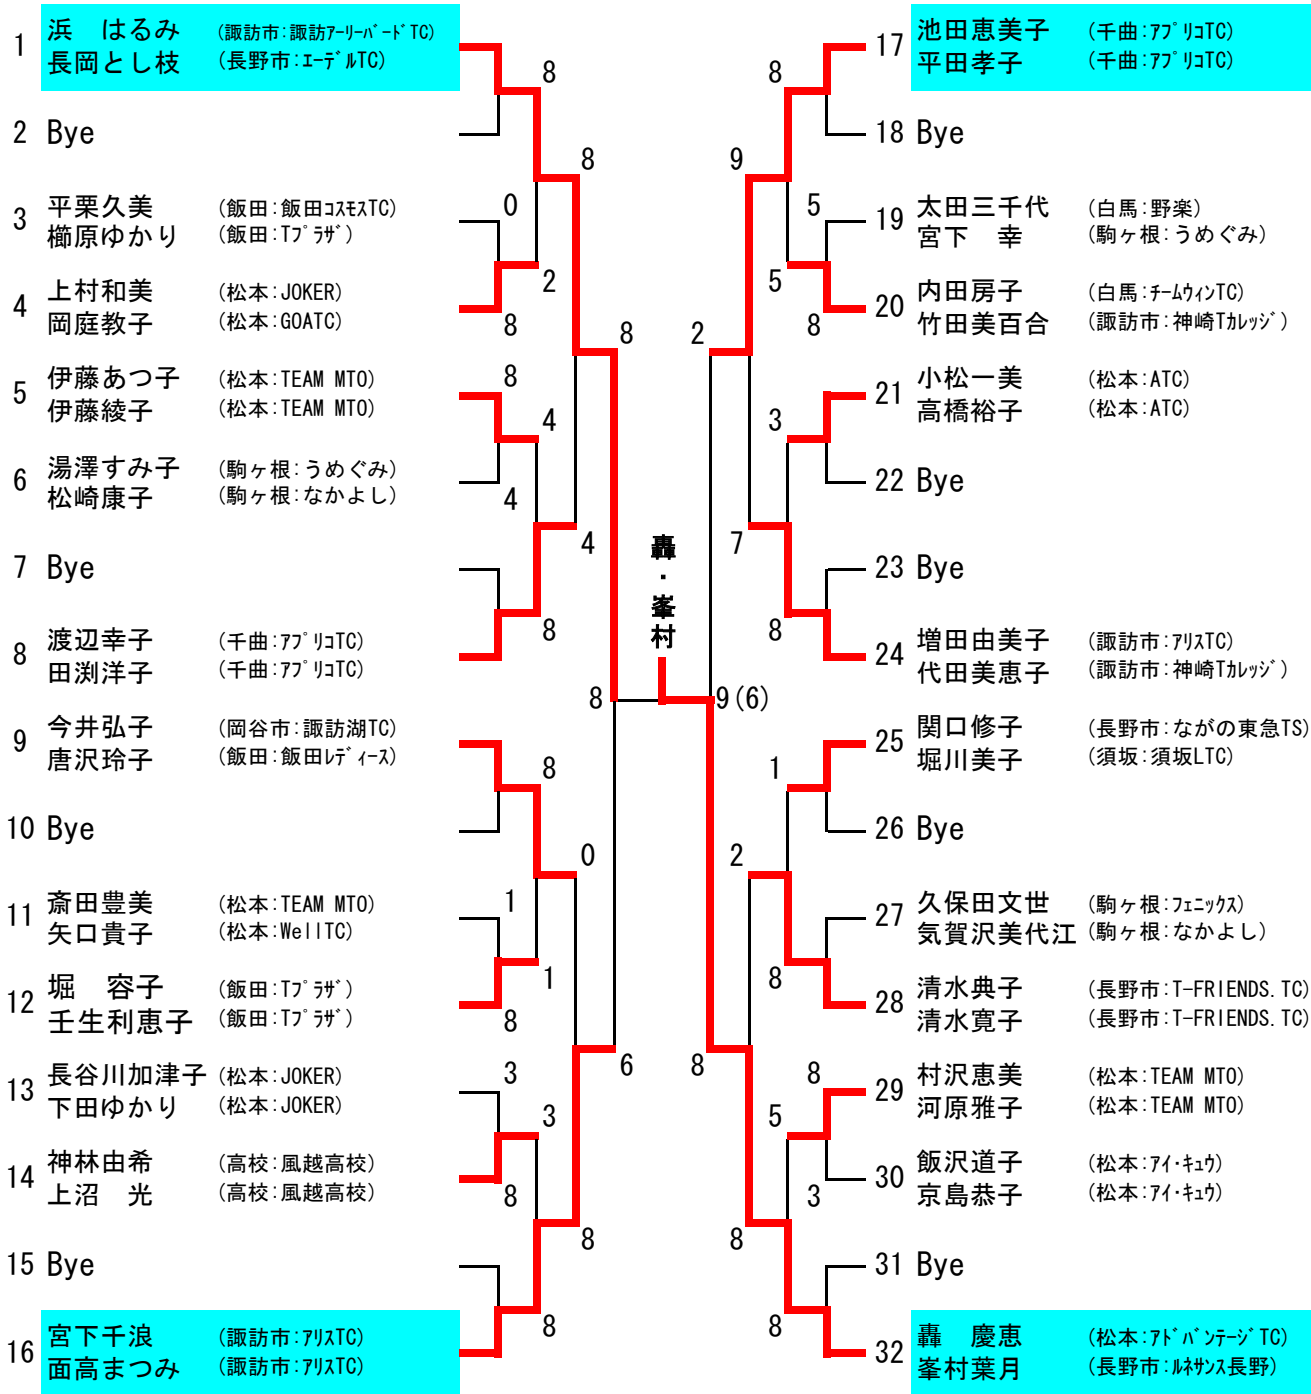 1 浜　はるみ (諏訪市:諏訪ｱｰﾘｰﾊﾞｰﾄﾞTC)
長岡とし枝 (長野市:ｴｰﾃﾞﾙTC)
8
2 Bye
8
3 平栗久美 (飯田:飯田ｺｽﾓｽTC)
櫛原ゆかり (飯田:Tﾌﾟﾗｻﾞ)
0
2
4 上村和美 (松本:JOKER)
岡庭教子 (松本:GOATC)
8
8
5 伊藤あつ子 (松本:TEAM MTO)
伊藤綾子 (松本:TEAM MTO)
8
4
6 湯澤すみ子 (駒ヶ根:うめぐみ)
松崎康子 (駒ヶ根:なかよし)
4
4
7 Bye
8
8 渡辺幸子 (千曲:ｱﾌﾟﾘｺTC)
田渕洋子 (千曲:ｱﾌﾟﾘｺTC)
8
9 今井弘子 (岡谷市:諏訪湖TC)
唐沢玲子 (飯田:飯田ﾚﾃﾞｨｰｽ)
8
10 Bye
0
11 斎田豊美 (松本:TEAM MTO)
矢口貴子 (松本:WellTC)
1
1
12 堀　容子 (飯田:Tﾌﾟﾗｻﾞ)
壬生利恵子 (飯田:Tﾌﾟﾗｻﾞ)
8
6
13 長谷川加津子 (松本:JOKER)
下田ゆかり (松本:JOKER)
3
3
14 神林由希 (高校:風越高校)
上沼　光 (高校:風越高校)
8
8
15 Bye
8
16 宮下千浪 (諏訪市:ｱﾘｽTC)
面高まつみ (諏訪市:ｱﾘｽTC)
轟・峯村
9(6)
17 池田恵美子 (千曲:ｱﾌﾟﾘｺTC)
平田孝子 (千曲:ｱﾌﾟﾘｺTC)
8
18 Bye
9
19 太田三千代 (白馬:野楽)
宮下　幸 (駒ヶ根:うめぐみ)
5
5
20 内田房子 (白馬:ﾁｰﾑｳｨﾝTC)
竹田美百合 (諏訪市:神崎Tｶﾚｯｼﾞ)
8
2
21 小松一美 (松本:ATC)
高橋裕子 (松本:ATC)
3
22 Bye
7
23 Bye
8
24 増田由美子 (諏訪市:ｱﾘｽTC)
代田美恵子 (諏訪市:神崎Tｶﾚｯｼﾞ)
25 関口修子 (長野市:ながの東急TS)
堀川美子 (須坂:須坂LTC)
1
26 Bye
2
27 久保田文世 (駒ヶ根:ﾌｪﾆｯｸｽ)
気賀沢美代江 (駒ヶ根:なかよし)
8
28 清水典子 (長野市:T-FRIENDS.TC)
清水寛子 (長野市:T-FRIENDS.TC)
8
29 村沢恵美 (松本:TEAM MTO)
河原雅子 (松本:TEAM MTO)
8
5
30 飯沢道子 (松本:ｱｲ･ｷｭｳ)
京島恭子 (松本:ｱｲ･ｷｭｳ)
3
8
31 Bye
8
32 轟　慶恵 (松本:ｱﾄﾞﾊﾞﾝﾃｰｼﾞTC)
峯村葉月 (長野市:ﾙﾈｻﾝｽ長野)